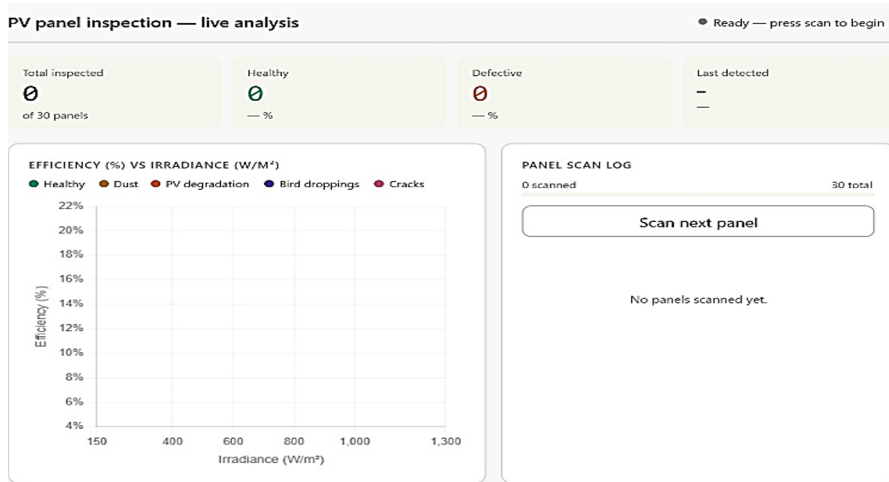 PV panel inspection — live analysis
Ready — press scan to begin
Total inspected
0
of 30 panels
Healthy
0
— %
Defective
0
— %
Last detected
–
—
EFFICIENCY (%) VS IRRADIANCE (W/M²)
Healthy Dust PV degradation Bird droppings Cracks
22%
20%
18%
16%
14%
12%
10%
8%
6%
4%
Efficiency (%)
150 400 600 800 1,000 1,300
Irradiance (W/m²)
PANEL SCAN LOG
0 scanned 30 total
Scan next panel
No panels scanned yet.